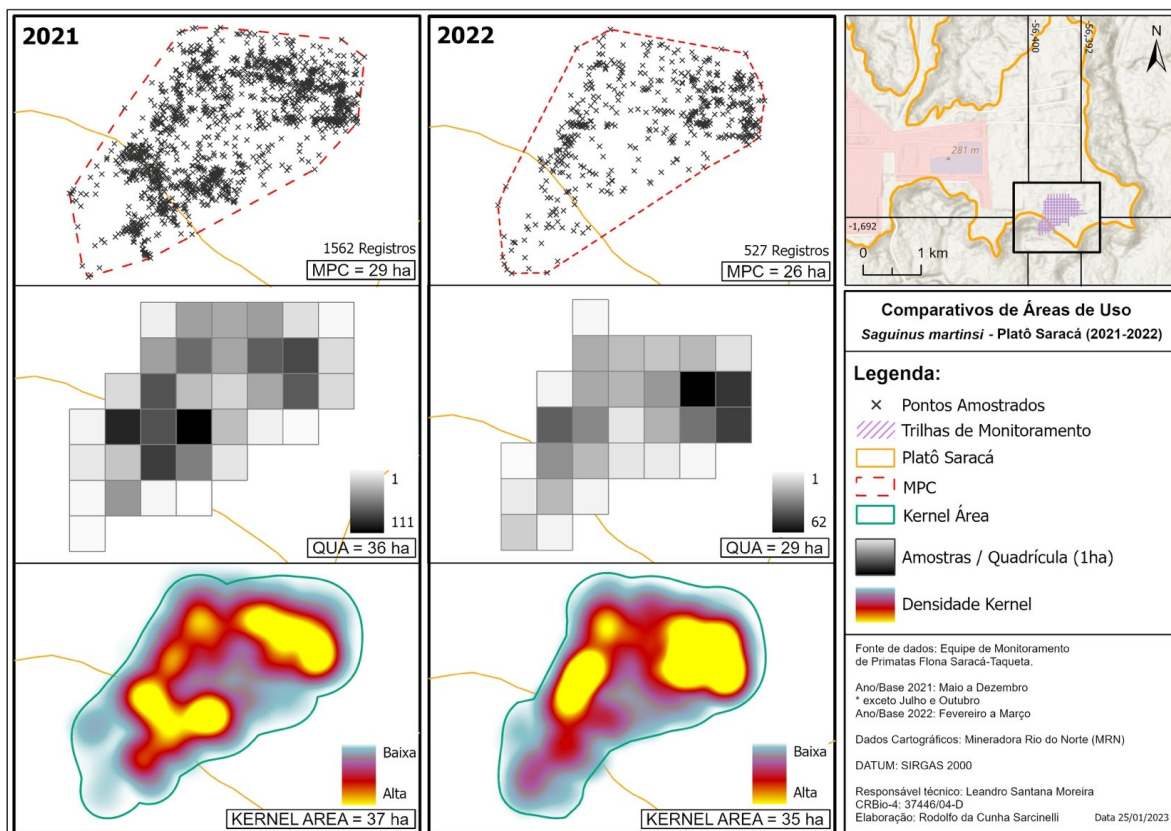 2021
1562 Registros
MPC = 29 ha
2022
527 Registros
MPC = 26 ha
-56,400
-56,392
N
281 m
-1,692
0 1 km
1
111
QUA = 36 ha
1
62
QUA = 29 ha
Baixa
Alta
KERNEL AREA = 37 ha
Baixa
Alta
KERNEL AREA = 35 ha
Comparativos de Áreas de Uso
Saguinus martinsi - Platô Saracá (2021-2022)
Legenda:
Pontos Amostrados
Trilhas de Monitoramento
Platô Saracá
MPC
Kernel Área
Amostras / Quadrícula (1ha)
Densidade Kernel
Fonte de dados: Equipe de Monitoramento
de Primatas Flona Saracá-Taqueta.
Ano/Base 2021: Maio a Dezembro
* exceto Julho e Outubro
Ano/Base 2022: Fevereiro a Março
Dados Cartográficos: Mineradora Rio do Norte (MRN)
DATUM: SIRGAS 2000
Responsável técnico: Leandro Santana Moreira
CRBio-4: 37446/04-D
Elaboração: Rodolfo da Cunha Sarcinelli Data 25/01/2023